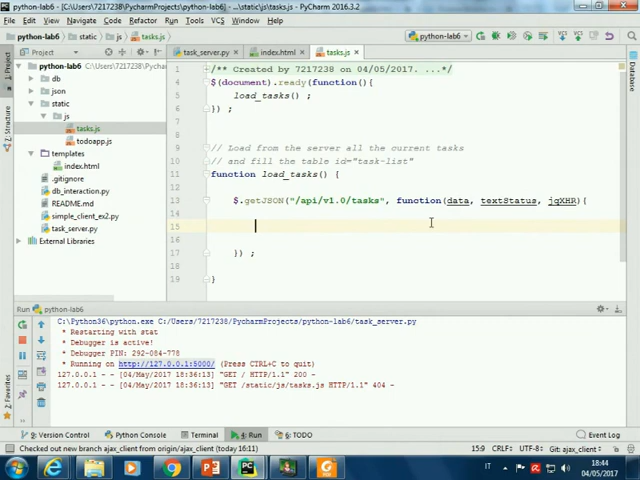 python-lab6 - [C:\Users\7217238\PycharmProjects\python-lab6] - ...\static\js\tasks.js - PyCharm 2016.3.2
File Edit View Navigate Code Refactor Run Tools VCS Window Help
python-lab6 static js tasks.js python-lab6
Project task_server.py index.html tasks.js
1: Project
7: Structure
2: Favorites
Database
python-lab6 C:\Users\7217238\PycharmProjects
db
json
static
js
tasks.js
todoapp.js
templates
index.html
.gitignore
db_interaction.py
README.md
simple_client_ex2.py
task_server.py
External Libraries
1 /** Created by 7217238 on 04/05/2017. ...*/
4 $(document).ready(function(){
5 load_tasks() ;
6 }) ;
7
8
9 // Load from the server all the current tasks
10 // and fill the table id="task-list"
11 function load_tasks() {
12
13 $.getJSON("/api/v1.0/tasks", function(data, textStatus, jqXHR){
14
15
16
17 }) ;
18
19 }
Run python-lab6
C:\Python36\python.exe C:/Users/7217238/PycharmProjects/python-lab6/task_server.py
* Restarting with stat
* Debugger is active!
* Debugger PIN: 292-084-778
* Running on http://127.0.0.1:5000/ (Press CTRL+C to quit)
127.0.0.1 - - [04/May/2017 18:36:13] "GET / HTTP/1.1" 200 -
127.0.0.1 - - [04/May/2017 18:36:13] "GET /static/js/tasks.js HTTP/1.1" 404 -
9: Version Control Python Console Terminal 4: Run 6: TODO Event Log
Checked out new branch ajax_client from origin/ajax_client (today 16:11) 15:9 CRLF÷ UTF-8÷ Git: ajax_client÷
IT 18:44
04/05/2017